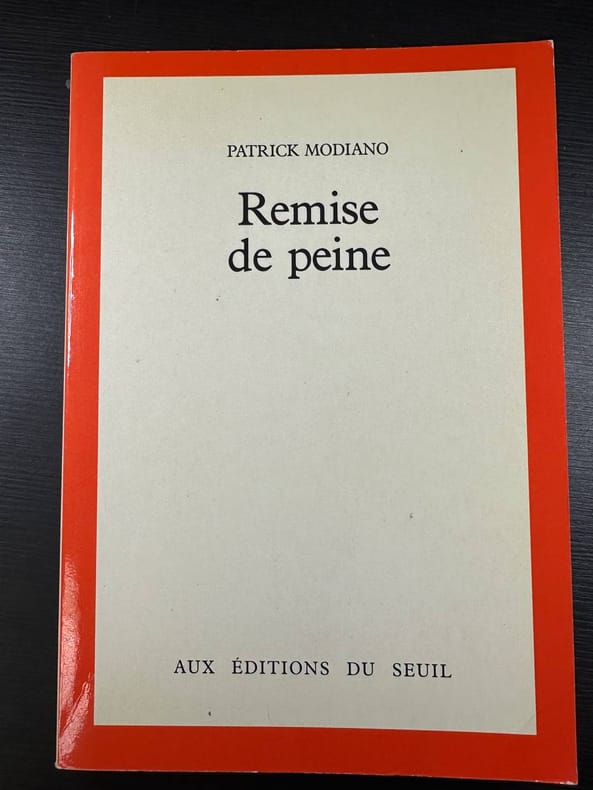 PATRICK MODIANO
Remise
de peine
AUX ÉDITIONS DU SEUIL